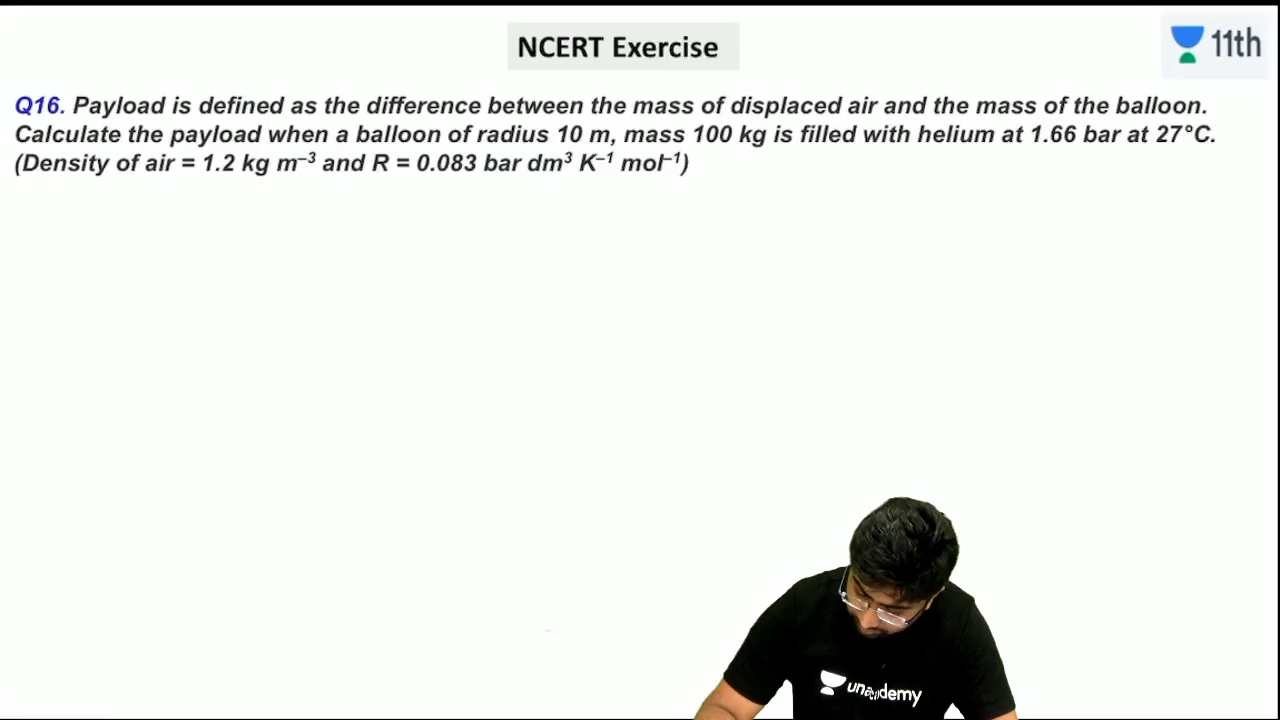 NCERT Exercise
11th
Q16. Payload is defined as the difference between the mass of displaced air and the mass of the balloon.
Calculate the payload when a balloon of radius 10 m, mass 100 kg is filled with helium at 1.66 bar at 27°C.
(Density of air = 1.2 kg m⁻³ and R = 0.083 bar dm³ K⁻¹ mol⁻¹)
unacademy